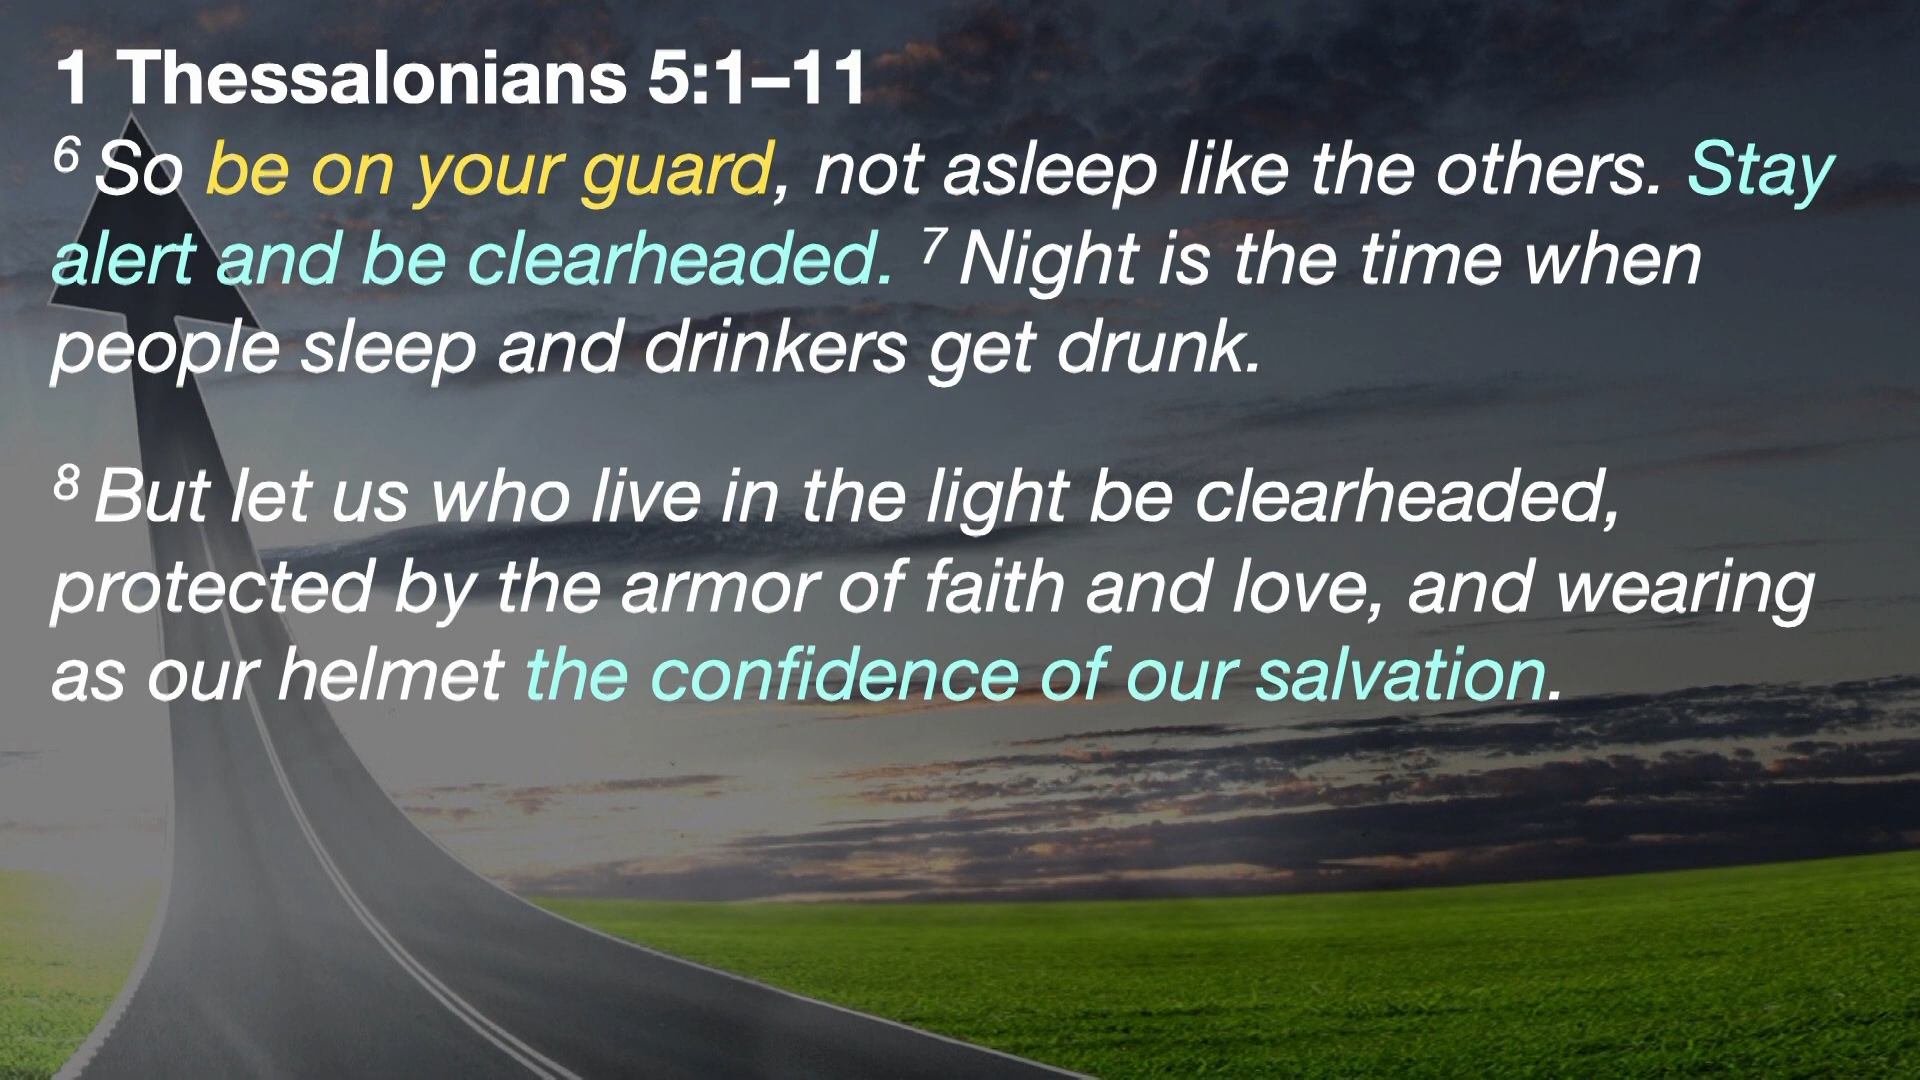 1 Thessalonians 5:1–11
6 So be on your guard, not asleep like the others. Stay
alert and be clearheaded. 7 Night is the time when
people sleep and drinkers get drunk.
8 But let us who live in the light be clearheaded,
protected by the armor of faith and love, and wearing
as our helmet the confidence of our salvation.